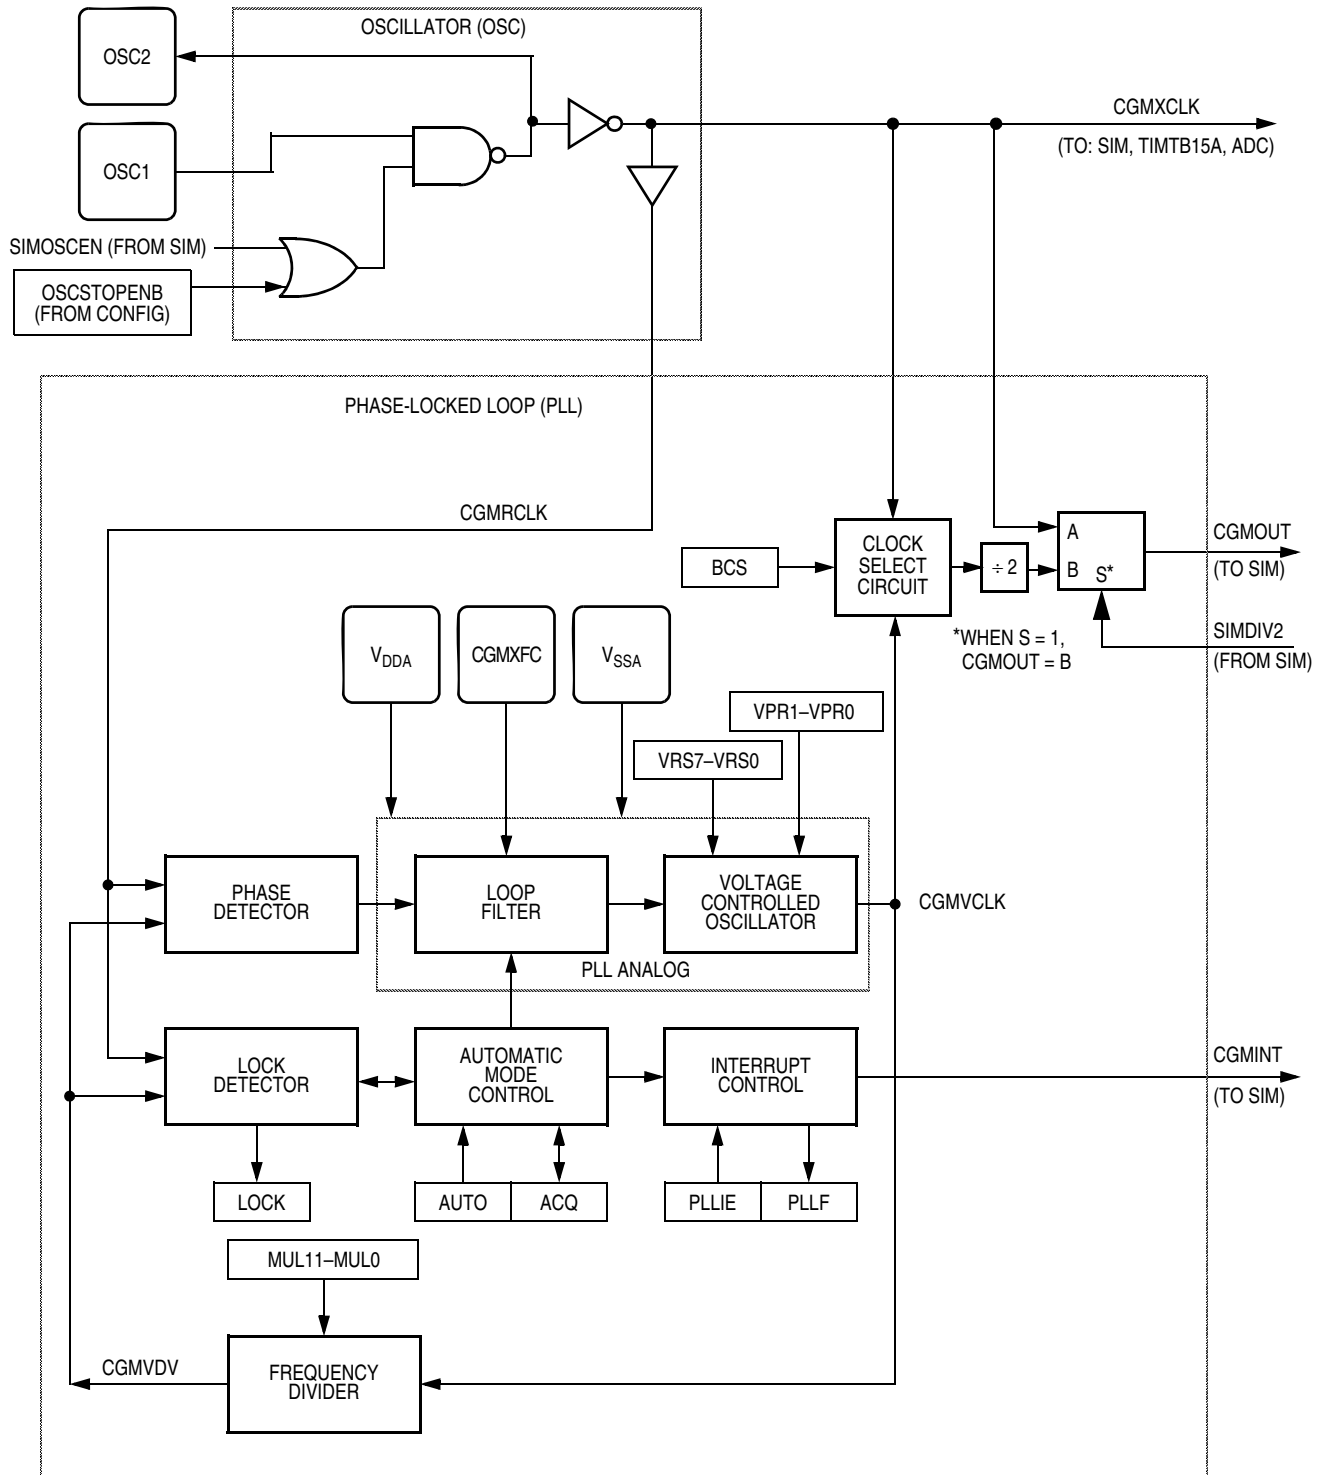 OSCILLATOR (OSC)
OSC2
CGMXCLK
(TO: SIM, TIMTB15A, ADC)
OSC1
SIMOSCEN (FROM SIM)
OSCSTOPENB
(FROM CONFIG)
PHASE-LOCKED LOOP (PLL)
CGMRCLK
BCS
CLOCK
SELECT
CIRCUIT
÷ 2
A
B
S*
CGMOUT
(TO SIM)
*WHEN S = 1,
CGMOUT = B
SIMDIV2
(FROM SIM)
VDDA
CGMXFC
VSSA
VPR1–VPR0
VRS7–VRS0
PHASE
DETECTOR
LOOP
FILTER
VOLTAGE
CONTROLLED
OSCILLATOR
CGMVCLK
PLL ANALOG
LOCK
DETECTOR
AUTOMATIC
MODE
CONTROL
INTERRUPT
CONTROL
CGMINT
(TO SIM)
LOCK
AUTO
ACQ
PLLIE
PLLF
MUL11–MUL0
CGMVDV
FREQUENCY
DIVIDER